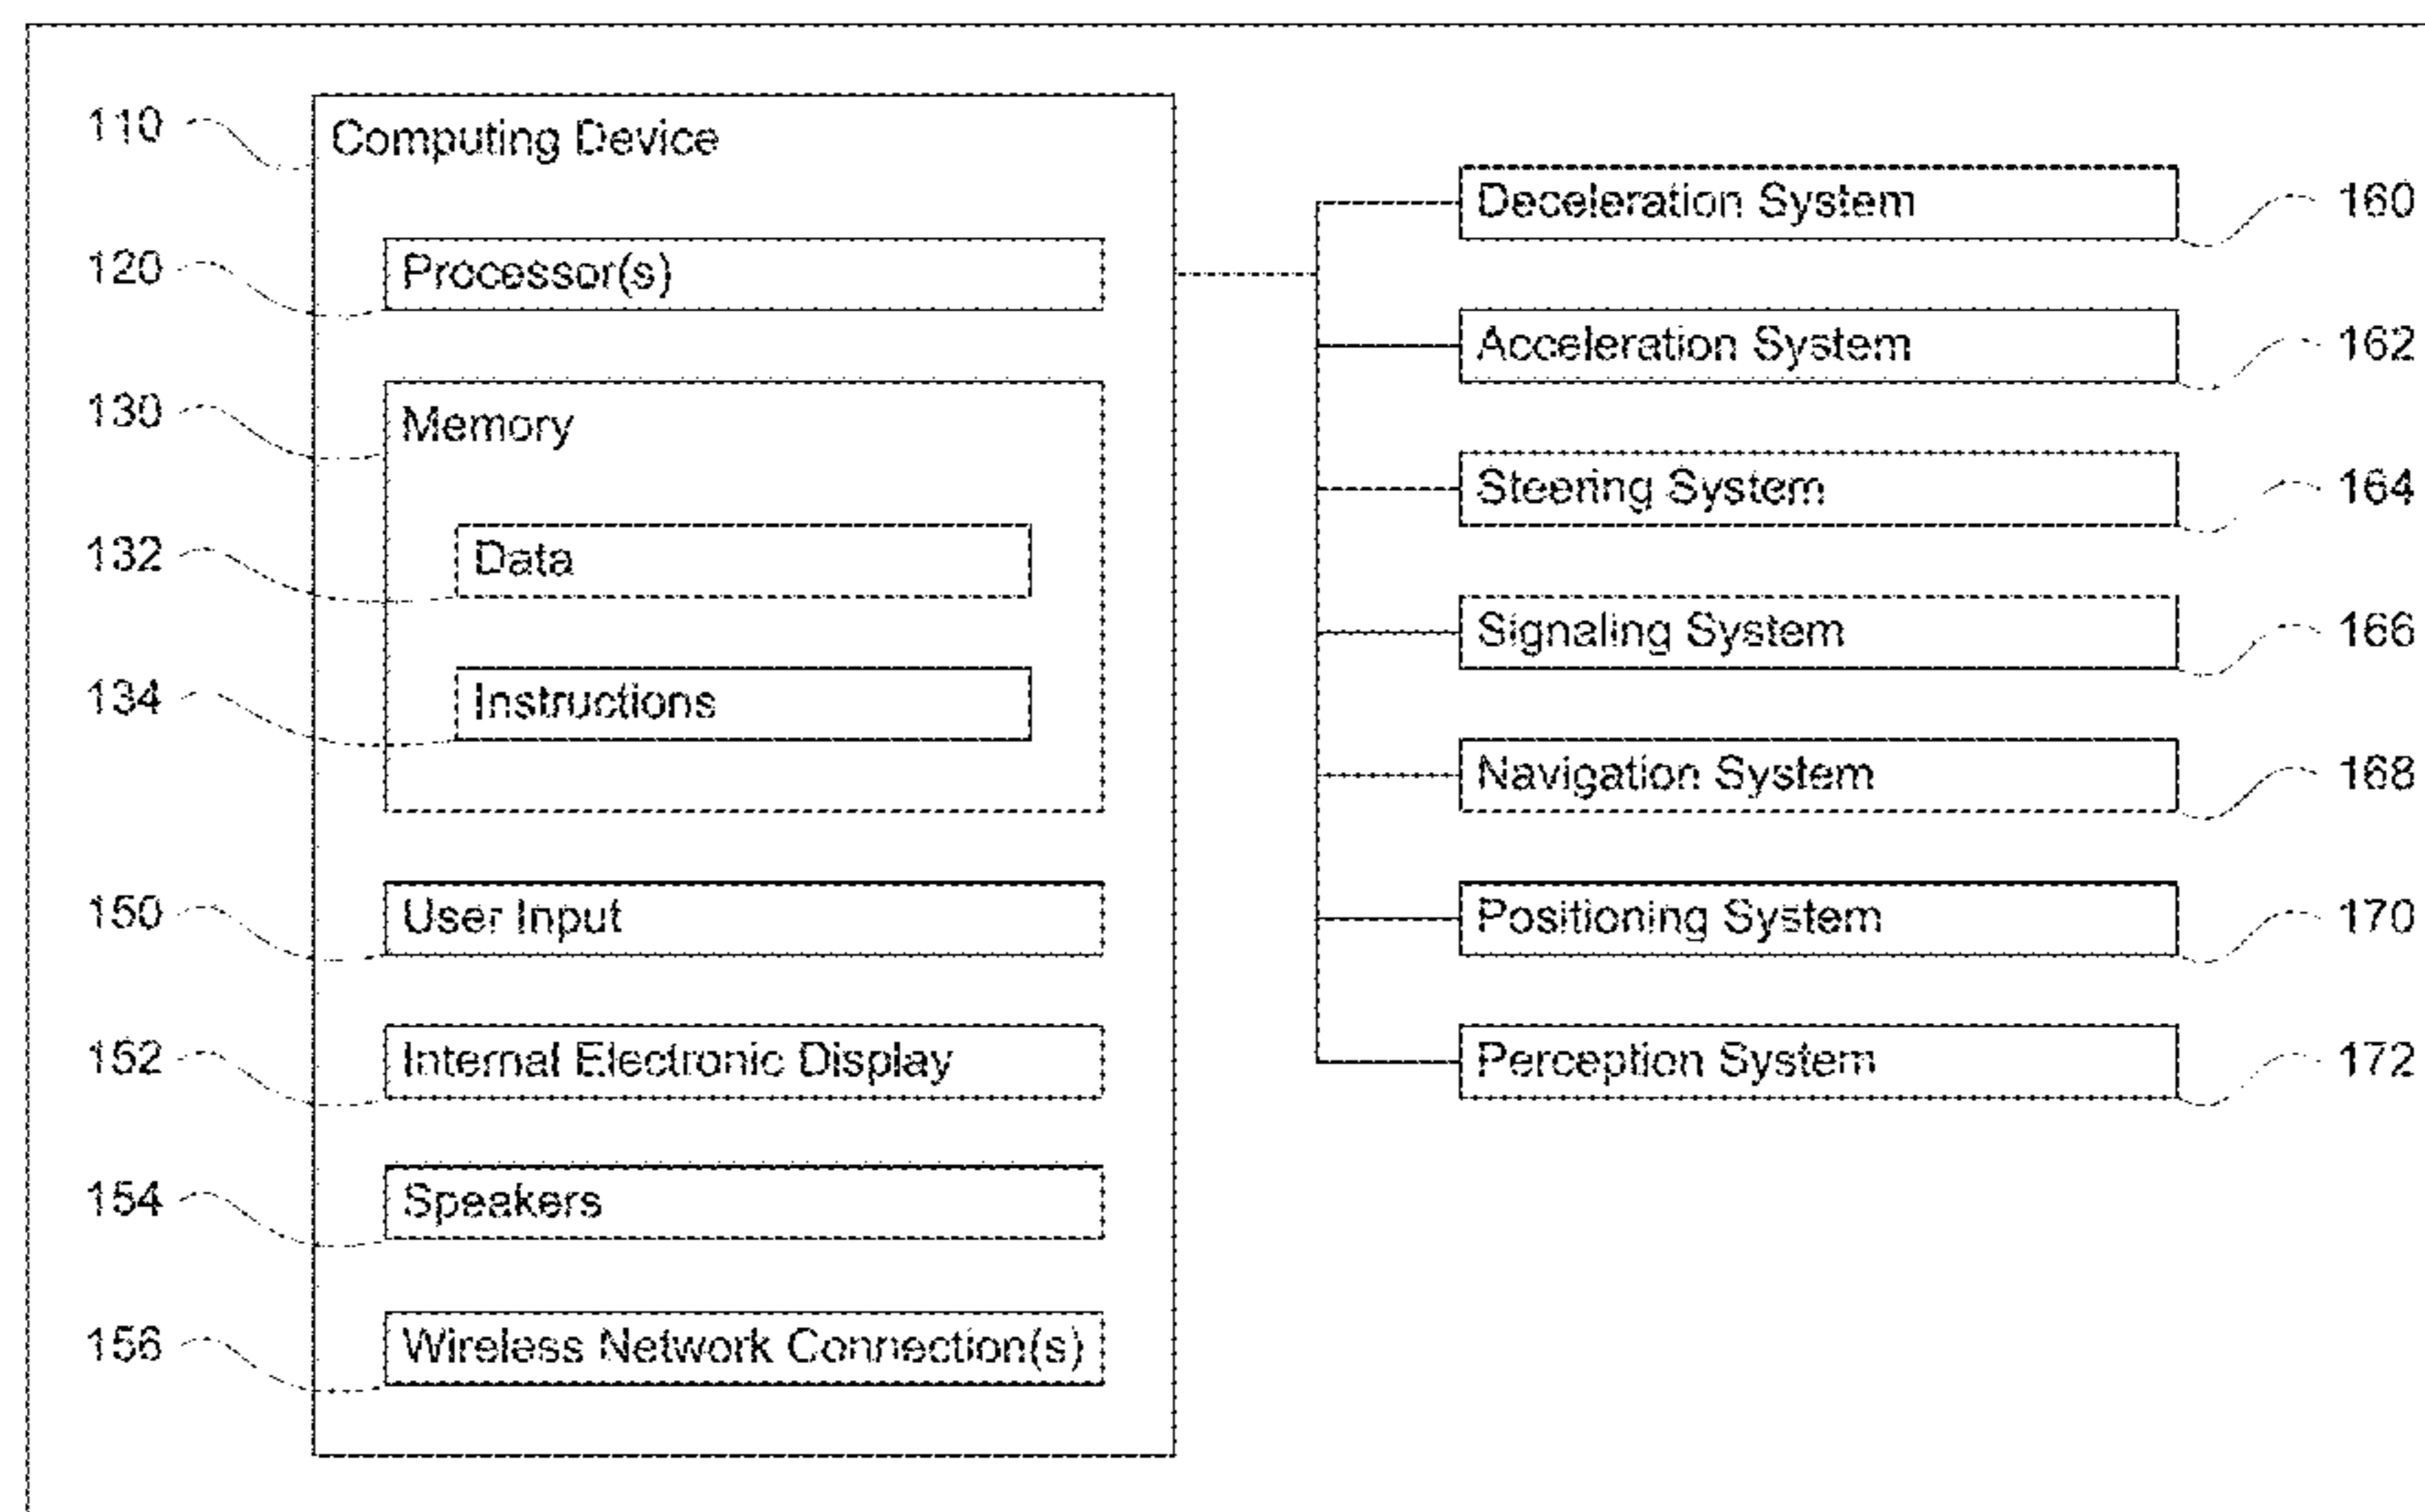 110
Computing Device
120
Processor(s)
130
Memory
132
Data
134
Instructions
150
User Input
152
Internal Electronic Display
154
Speakers
156
Wireless Network Connection(s)
Deceleration System
160
Acceleration System
162
Steering System
164
Signaling System
166
Navigation System
168
Positioning System
170
Perception System
172